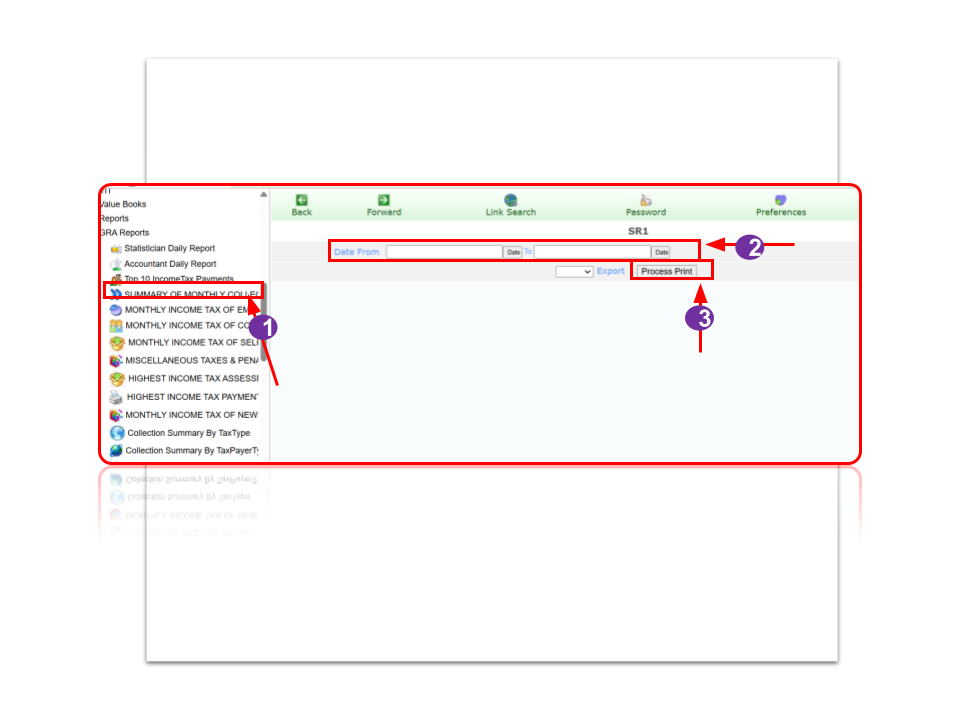 Value Books
Reports
GRA Reports
Statistician Daily Report
Accountant Daily Report
Top 10 IncomeTax Payments
SUMMARY OF MONTHLY COLLEC
MONTHLY INCOME TAX OF EM
MONTHLY INCOME TAX OF CO
MONTHLY INCOME TAX OF SEL
MISCELLANEOUS TAXES & PENA
HIGHEST INCOME TAX ASSESS
HIGHEST INCOME TAX PAYMEN
MONTHLY INCOME TAX OF NEW
Collection Summary By TaxType
Collection Summary By TaxPayerTy
Back Forward Link Search Password Preferences
SR1
Date From Date To Date
Export Process Print
1
2
3